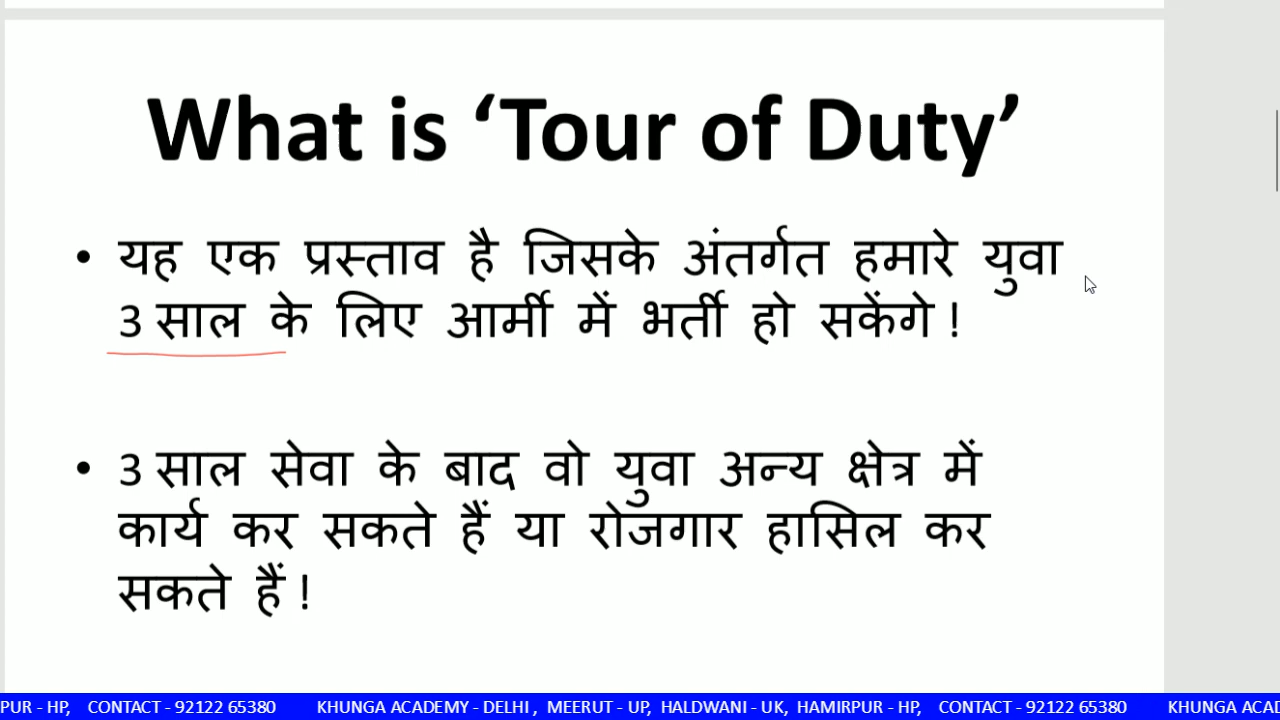 What is ‘Tour of Duty’
• यह एक प्रस्ताव है जिसके अंतर्गत हमारे युवा
3 साल के लिए आर्मी में भर्ती हो सकेंगे !
• 3 साल सेवा के बाद वो युवा अन्य क्षेत्र में
कार्य कर सकते हैं या रोजगार हासिल कर
सकते हैं !
PUR - HP, CONTACT - 92122 65380 KHUNGA ACADEMY - DELHI , MEERUT - UP, HALDWANI - UK, HAMIRPUR - HP, CONTACT - 92122 65380 KHUNGA ACAD